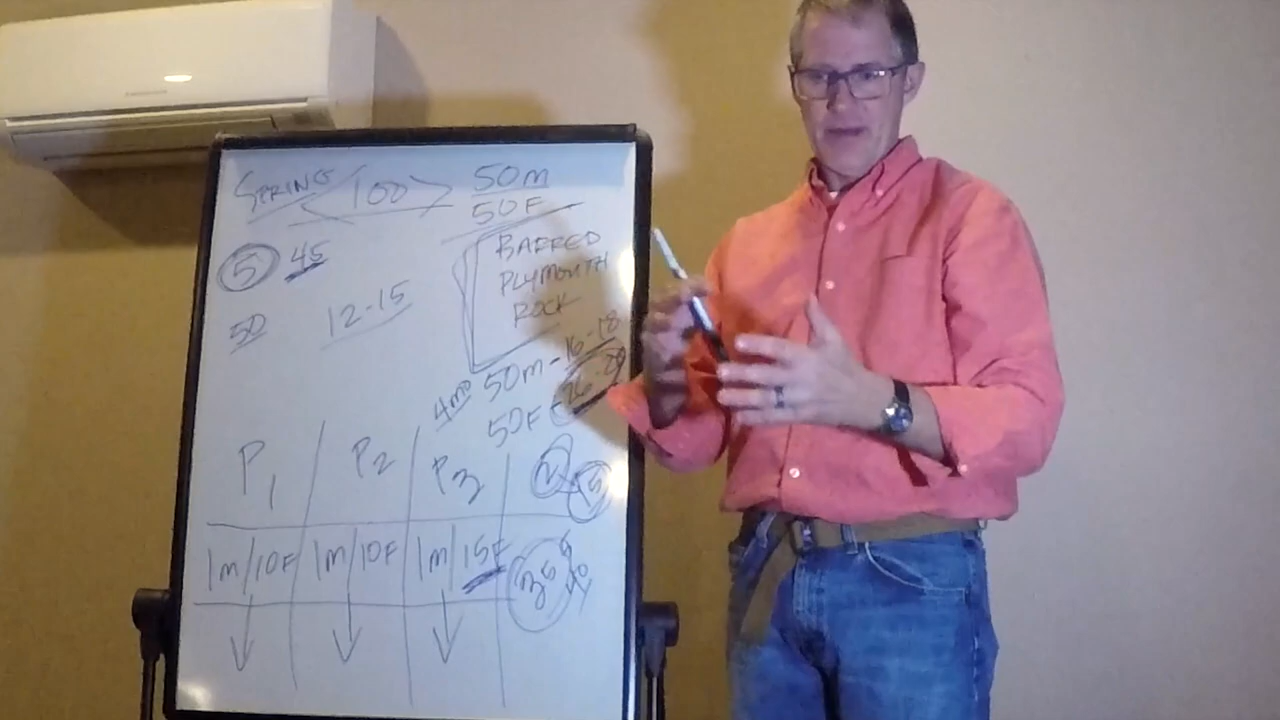 SPRING 100 50M
50F
5 45
BARRED
PLYMOUTH
ROCK
50 12-15
50M-16-18
4mo
50F
P1 P2 P3
1M/10F 1M/10F 1M/15F 35